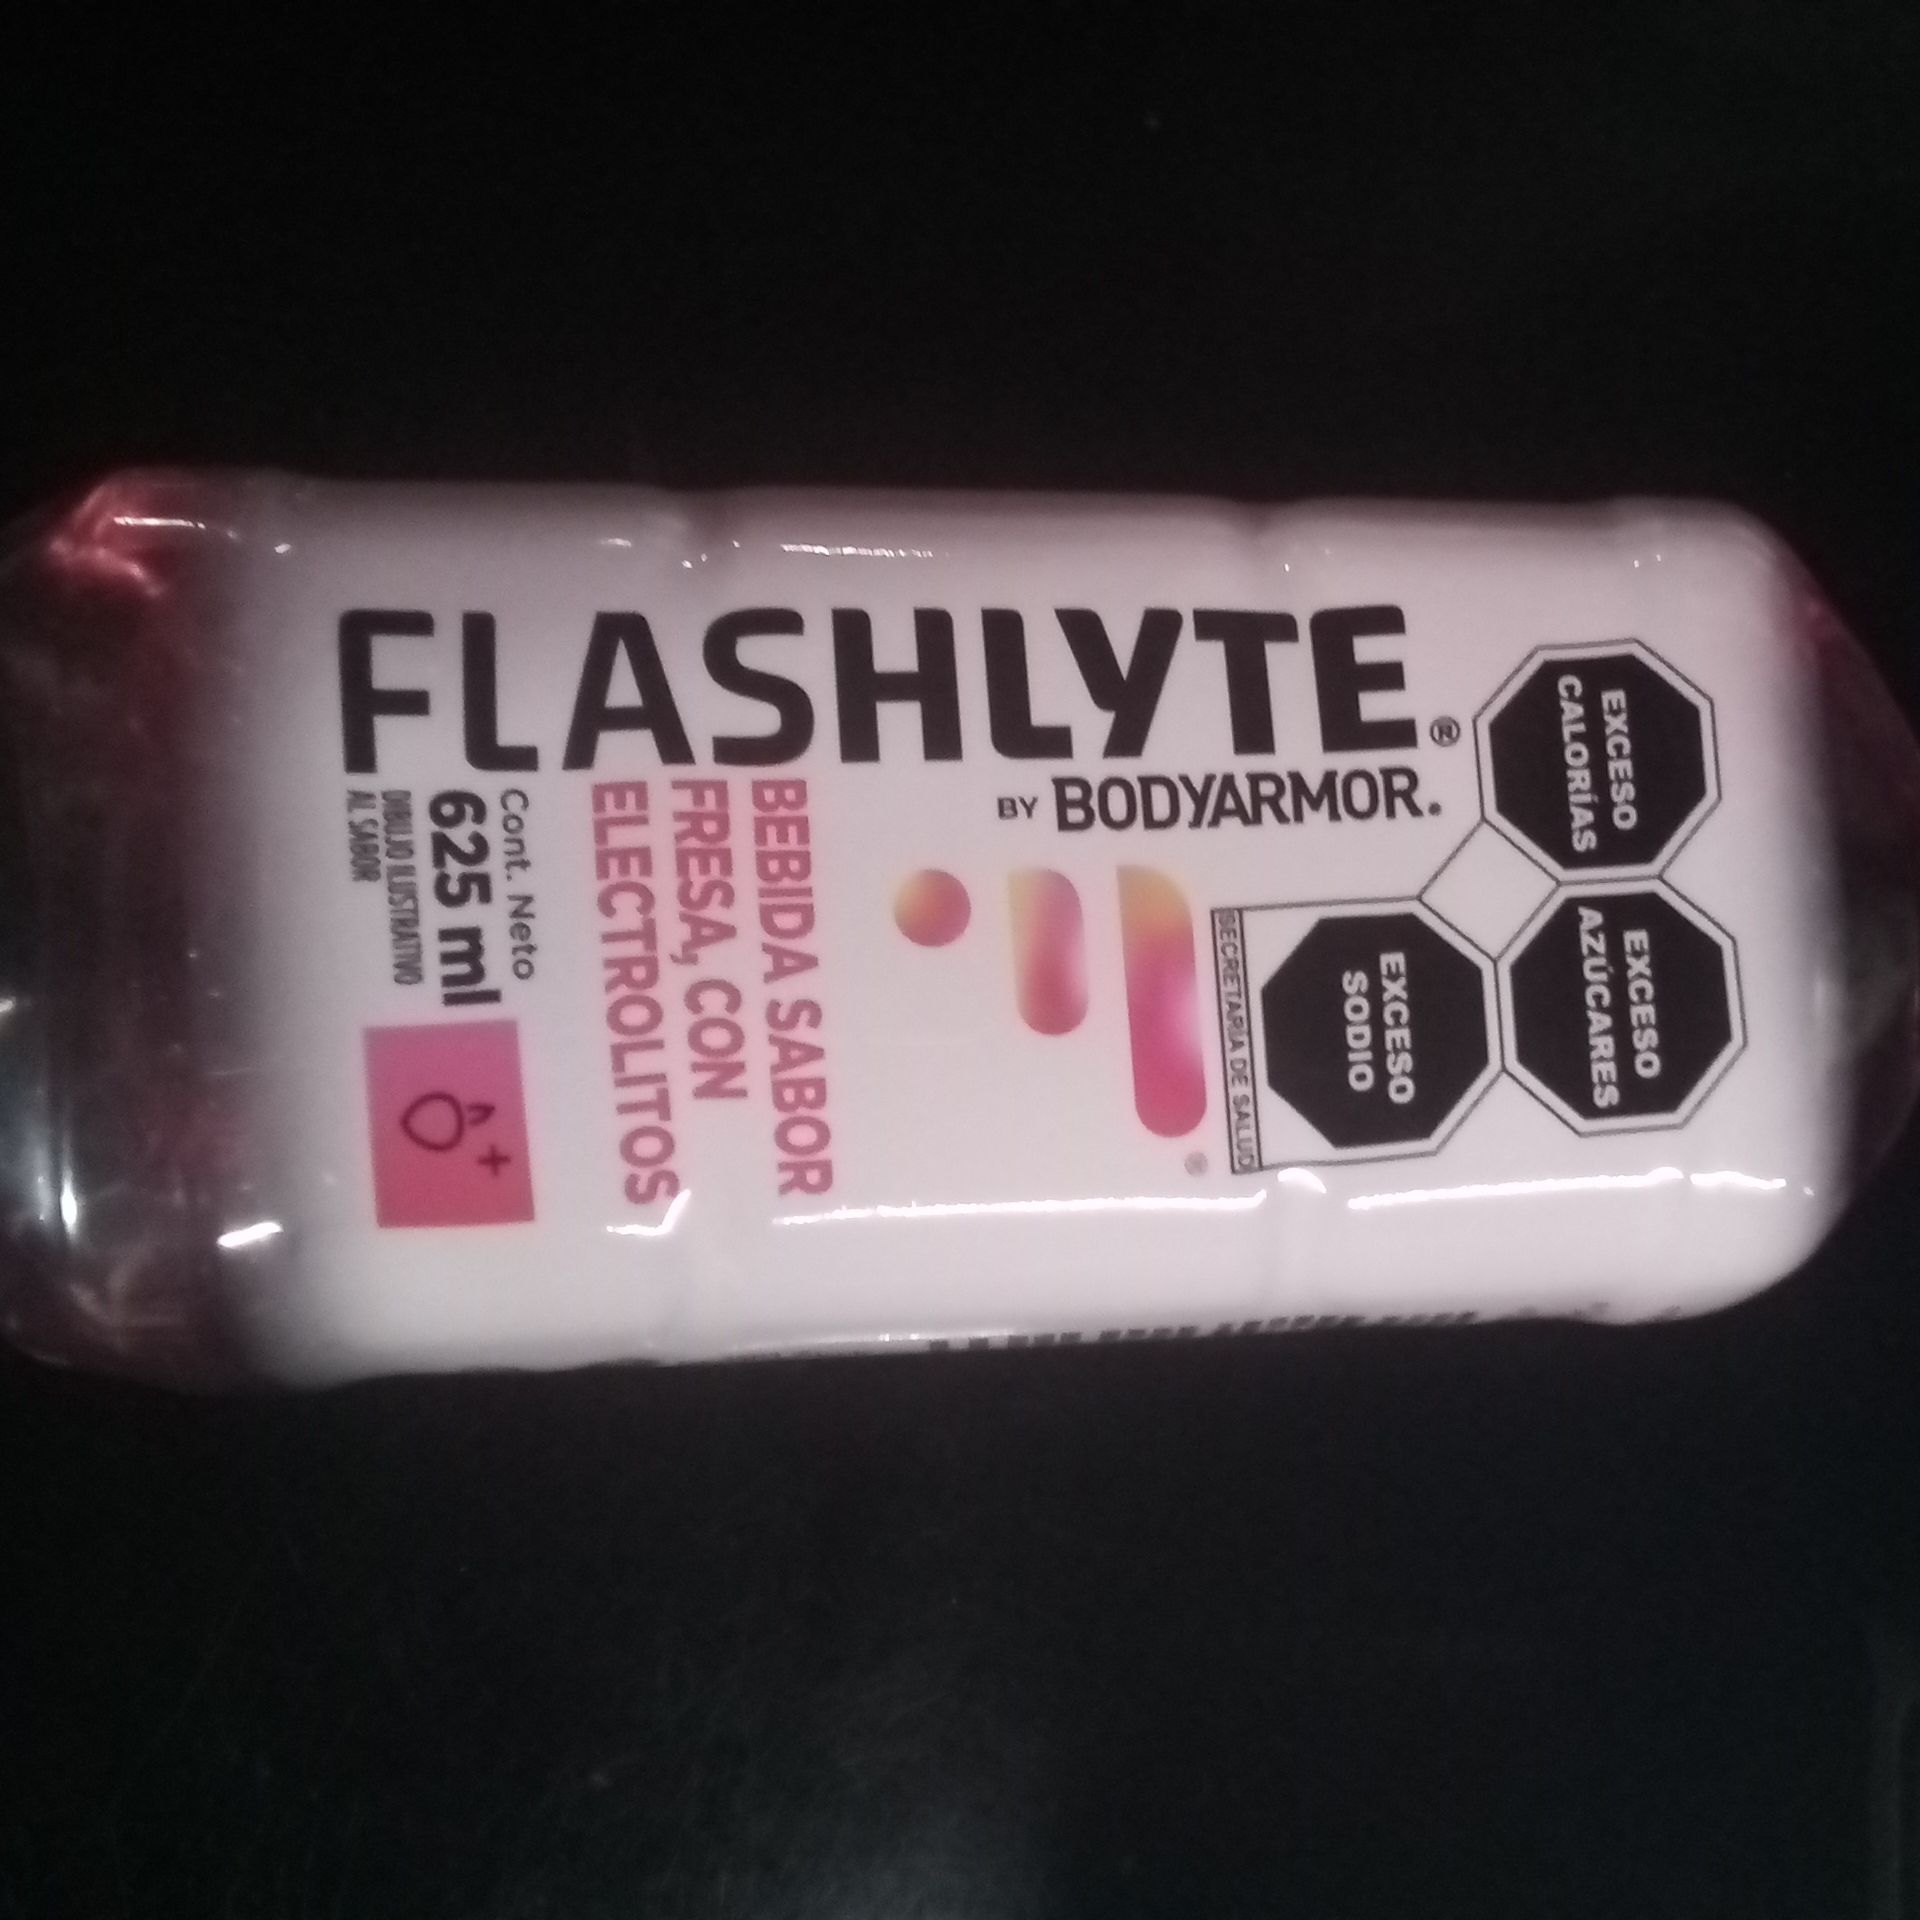 EXCESO
CALORÍAS
EXCESO
AZÚCARES
EXCESO
SODIO
SECRETARÍA DE SALUD
FLASHLYTE®
BY BODYARMOR®
®
BEBIDA SABOR
FRESA, CON
ELECTROLITOS
Cont. Neto
625 ml
DIBUJO ILUSTRATIVO
AL SABOR